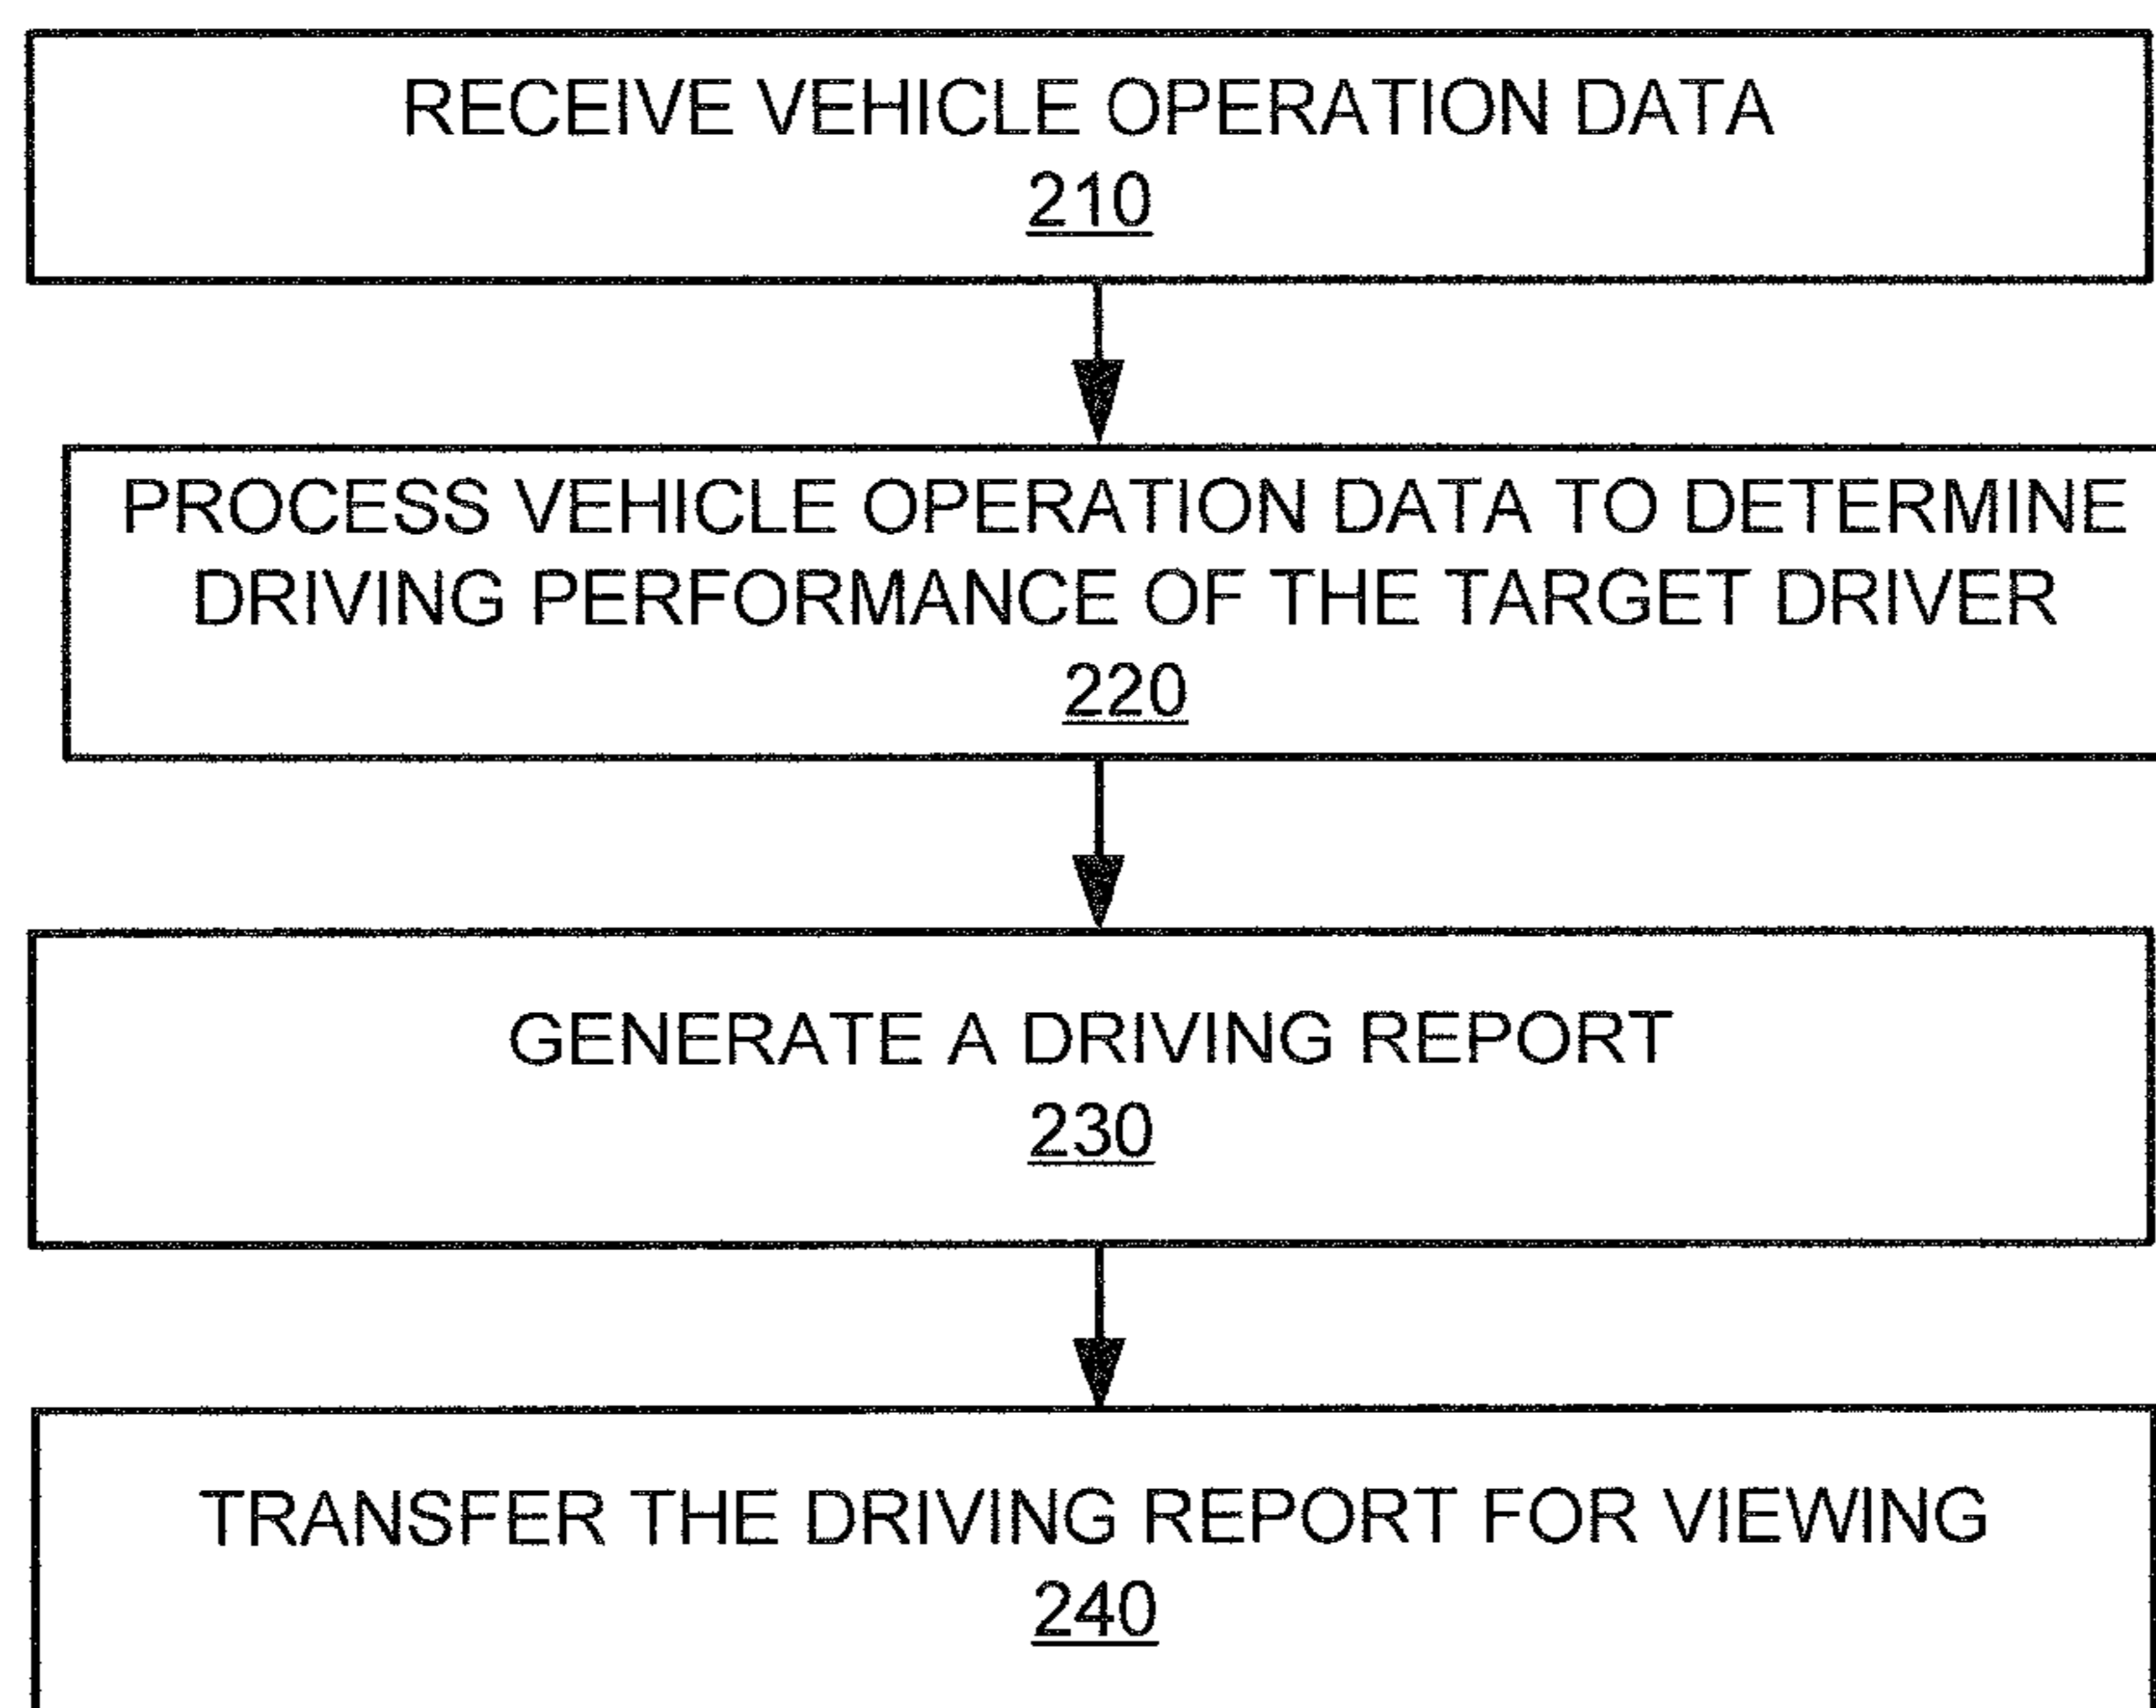 RECEIVE VEHICLE OPERATION DATA
210
PROCESS VEHICLE OPERATION DATA TO DETERMINE
DRIVING PERFORMANCE OF THE TARGET DRIVER
220
GENERATE A DRIVING REPORT
230
TRANSFER THE DRIVING REPORT FOR VIEWING
240